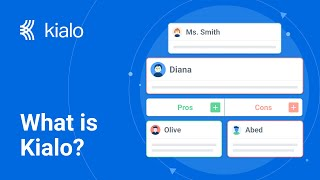 kialo
Ms. Smith
Diana
Pros +
Cons +
What is
Kialo?
Olive
Abed